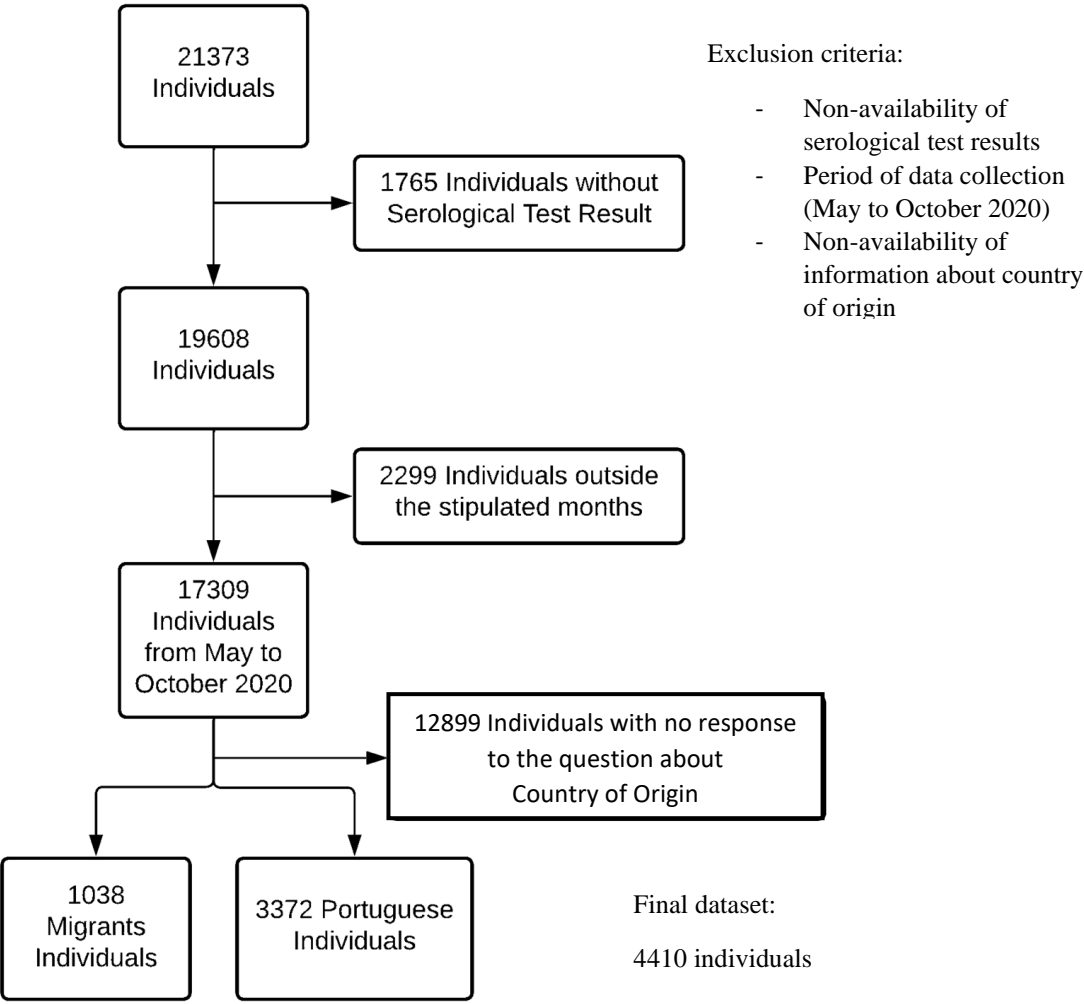 21373
Individuals
Exclusion criteria:
- Non-availability of
serological test results
- Period of data collection
(May to October 2020)
- Non-availability of
information about country
of origin
1765 Individuals without
Serological Test Result
19608
Individuals
2299 Individuals outside
the stipulated months
17309
Individuals
from May to
October 2020
12899 Individuals with no response
to the question about
Country of Origin
1038
Migrants
Individuals
3372 Portuguese
Individuals
Final dataset:
4410 individuals